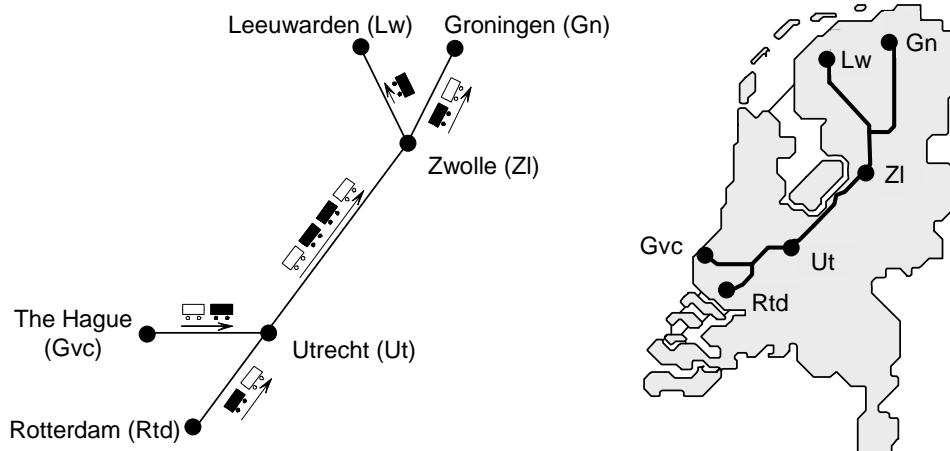 Leeuwarden (Lw)
Groningen (Gn)
Zwolle (Zl)
The Hague
(Gvc)
Utrecht (Ut)
Rotterdam (Rtd)
Gn
Lw
Zl
Gvc
Ut
Rtd